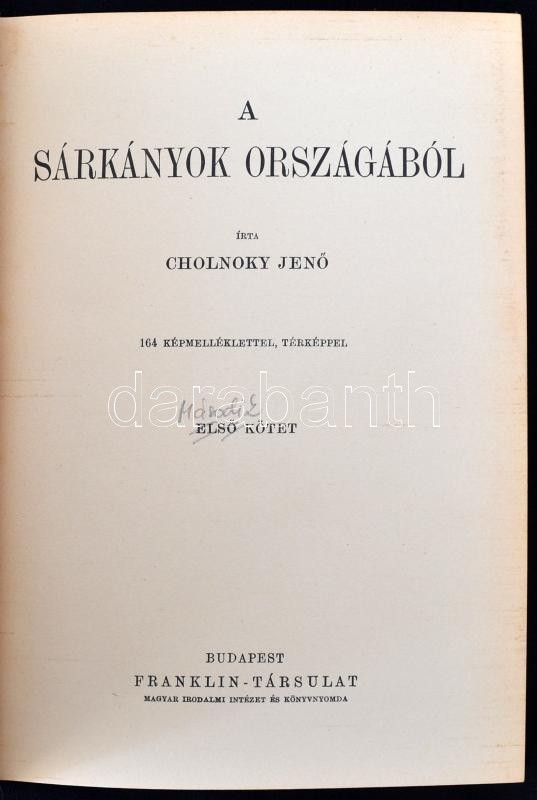 A
SÁRKÁNYOK ORSZÁGÁBÓL
ÍRTA
CHOLNOKY JENŐ
164 KÉPMELLÉKLETTEL, TÉRKÉPPEL
darabanth
Második
ELSŐ KÖTET
BUDAPEST
FRANKLIN-TÁRSULAT
MAGYAR IRODALMI INTÉZET ÉS KÖNYVNYOMDA